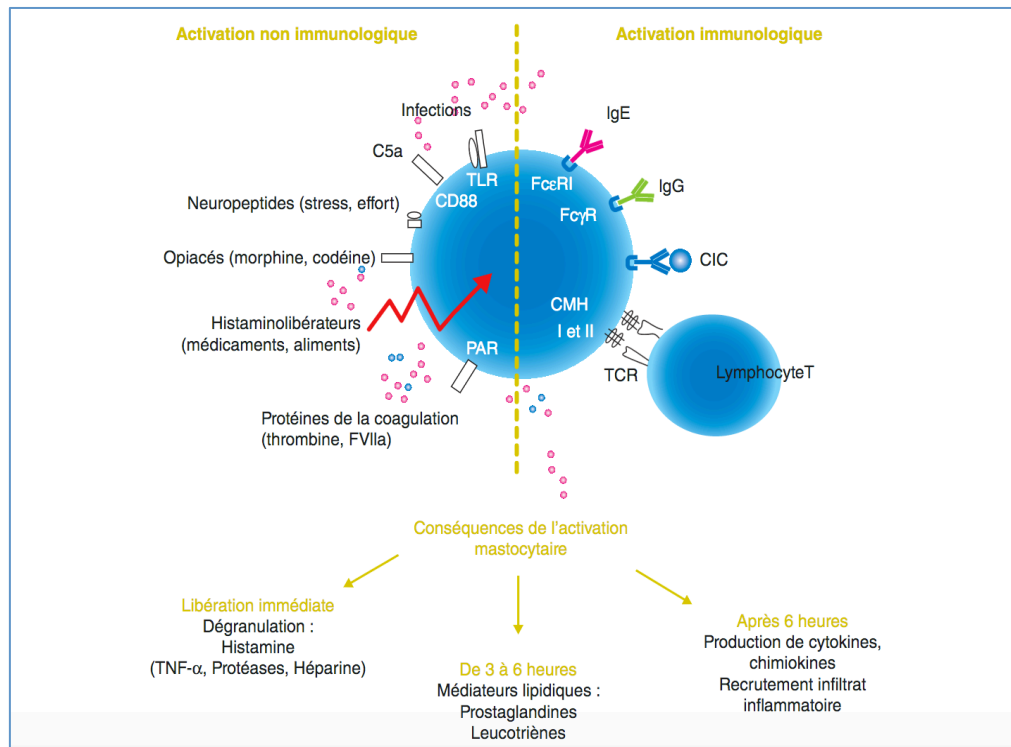 Activation non immunologique
Activation immunologique
Infections
IgE
C5a
TLR
FcεRI
IgG
CD88
FcγR
Neuropeptides (stress, effort)
Opiacés (morphine, codéine)
CIC
CMH
I et II
Histaminolibérateurs
(médicaments, aliments)
PAR
TCR
LymphocyteT
Protéines de la coagulation
(thrombine, FVIIa)
Conséquences de l'activation
mastocytaire
Libération immédiate
Dégranulation :
Histamine
(TNF-α, Protéases, Héparine)
De 3 à 6 heures
Médiateurs lipidiques :
Prostaglandines
Leucotriènes
Après 6 heures
Production de cytokines,
chimiokines
Recrutement infiltrat
inflammatoire